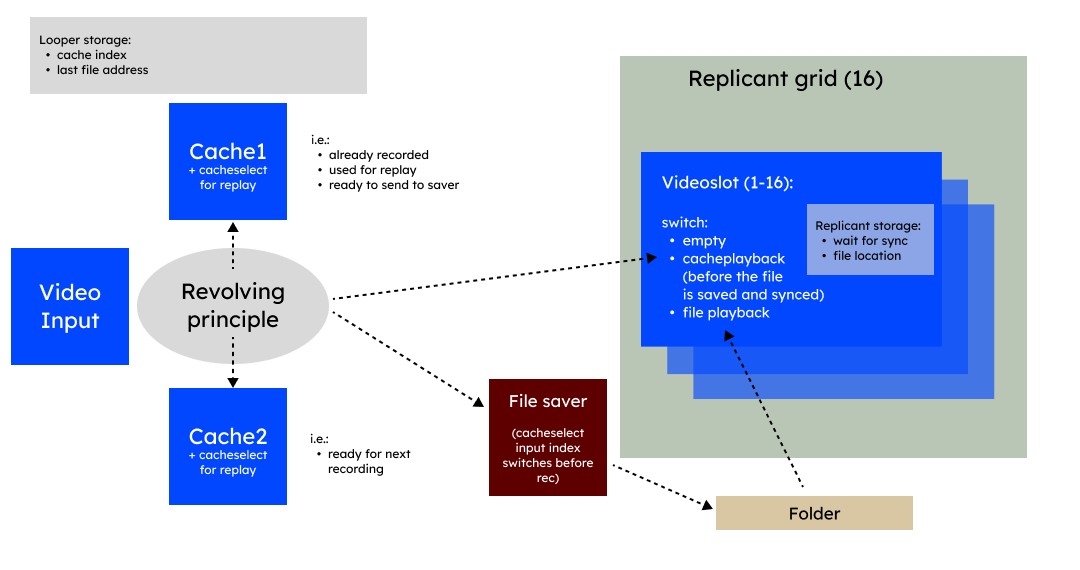 Looper storage:
• cache index
• last file address
Replicant grid (16)
Cache1
+ cacheselect
for replay
i.e.:
• already recorded
• used for replay
• ready to send to saver
Videoslot (1-16):
switch:
• empty
• cacheplayback
(before the file
is saved and synced)
• file playback
Replicant storage:
• wait for sync
• file location
Video
Input
Revolving
principle
Cache2
+ cacheselect
for replay
i.e.:
• ready for next
recording
File saver
(cacheselect
input index
switches before
rec)
Folder